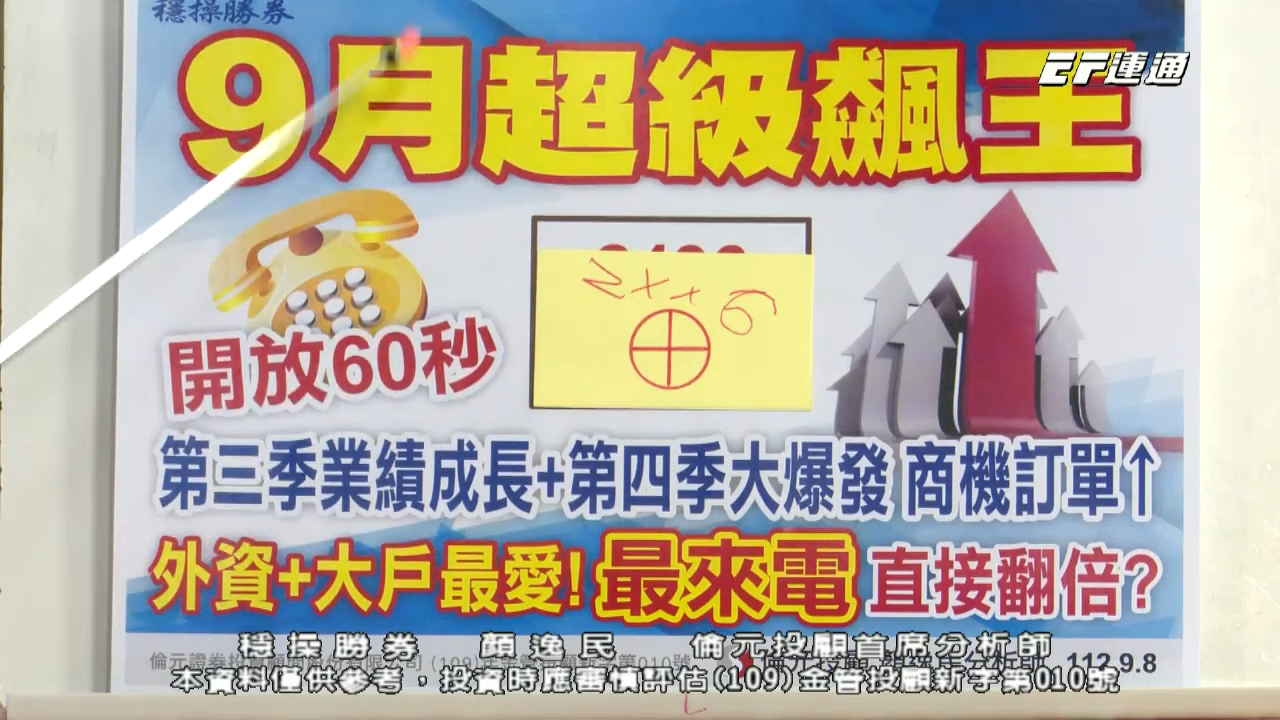 穩操勝券
9月超級飆王
EF運通
2xx6
開放60秒
第三季業績成長+第四季大爆發 商機訂單↑
外資+大戶最愛! 最來電 直接翻倍?
穩操勝券 顏逸民 倫元投顧首席分析師
112.9.8
本資料僅供參考，投資時應審慎評估(109)金管投顧新字第010號